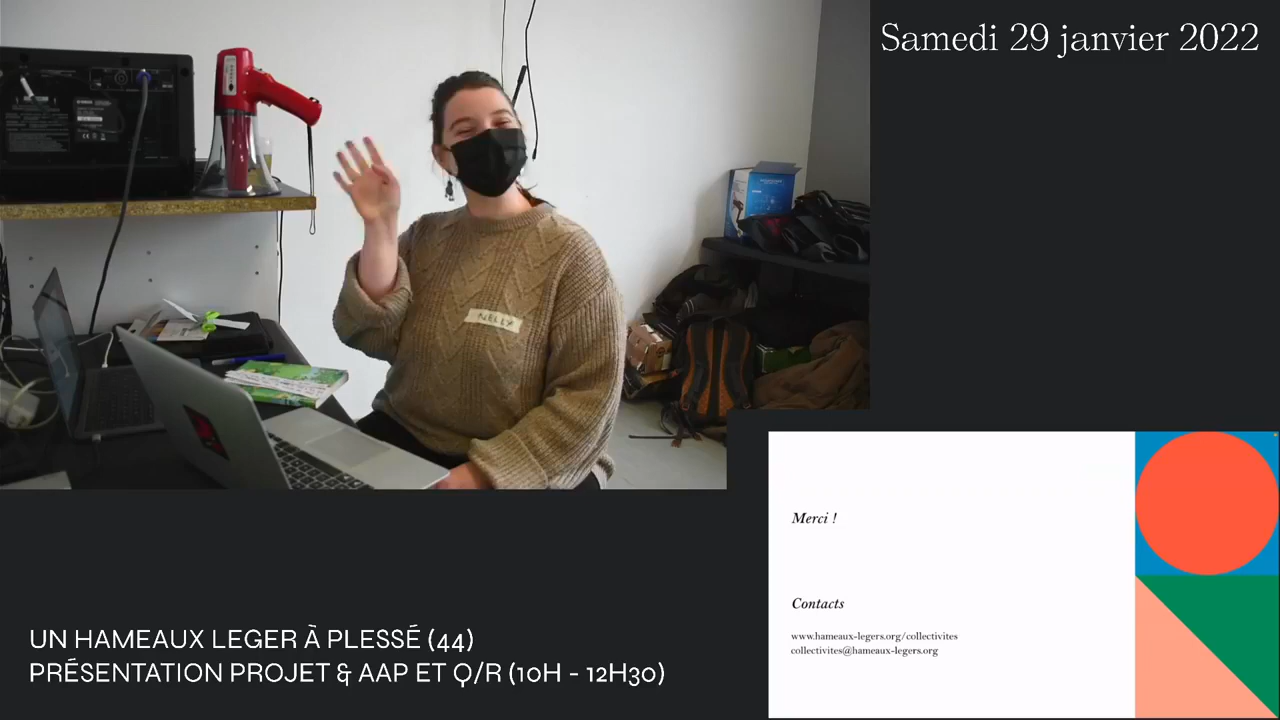 Samedi 29 janvier 2022
NELLY
Merci !
Contacts
www.hameaux-legers.org/collectivites
collectivites@hameaux-legers.org
UN HAMEAUX LEGER À PLESSÉ (44)
PRÉSENTATION PROJET & AAP ET Q/R (10H - 12H30)